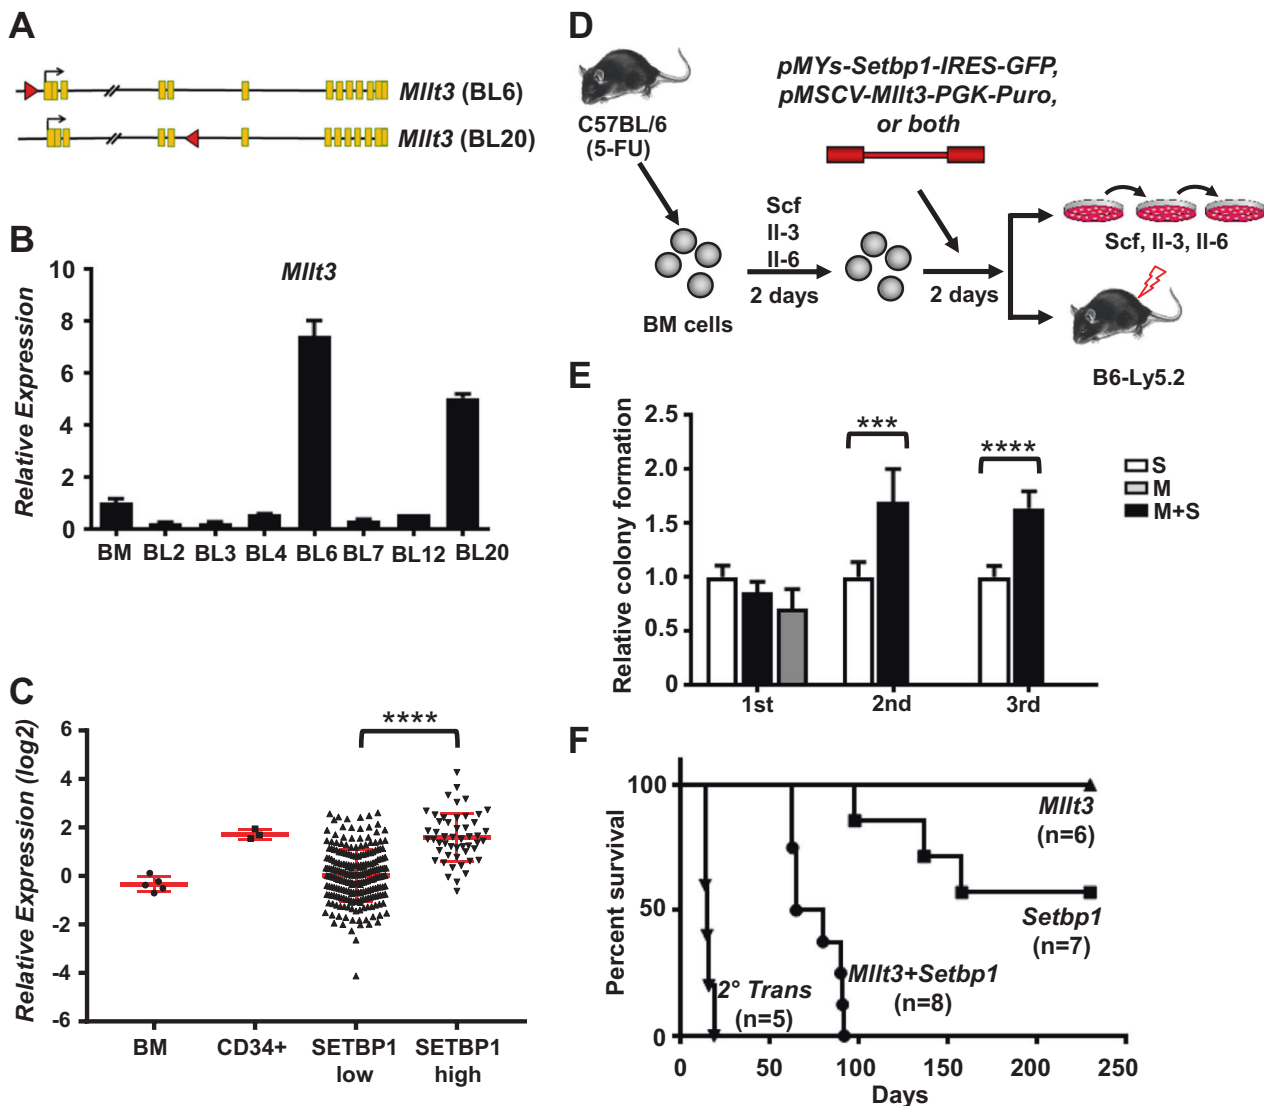 A
Mllt3 (BL6)
Mllt3 (BL20)
B
Mllt3
Relative Expression
10
8
6
4
2
0
BM BL2 BL3 BL4 BL6 BL7 BL12 BL20
C
Relative Expression (log2)
6
4
2
0
-2
-4
-6
****
BM CD34+ SETBP1 SETBP1
low high
D
C57BL/6
(5-FU)
pMYs-Setbp1-IRES-GFP,
pMSCV-Mllt3-PGK-Puro,
or both
BM cells
Scf
Il-3
Il-6
2 days
2 days
Scf, Il-3, Il-6
B6-Ly5.2
E
Relative colony formation
2.5
2.0
1.5
1.0
0.5
0
***
****
S
M
M+S
1st 2nd 3rd
F
Percent survival
100
50
0
Mllt3
(n=6)
Setbp1
(n=7)
Mllt3+Setbp1
(n=8)
2° Trans
(n=5)
0 50 100 150 200 250
Days